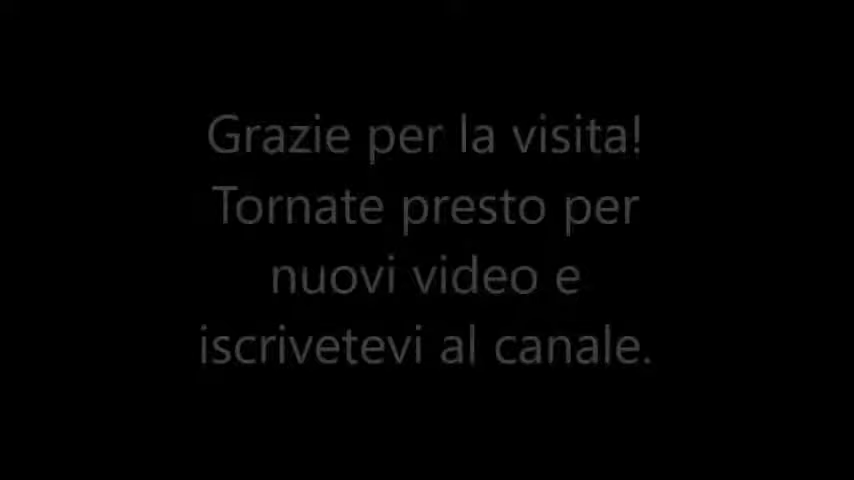 Grazie per la visita!
Tornate presto per
nuovi video e
iscrivetevi al canale.